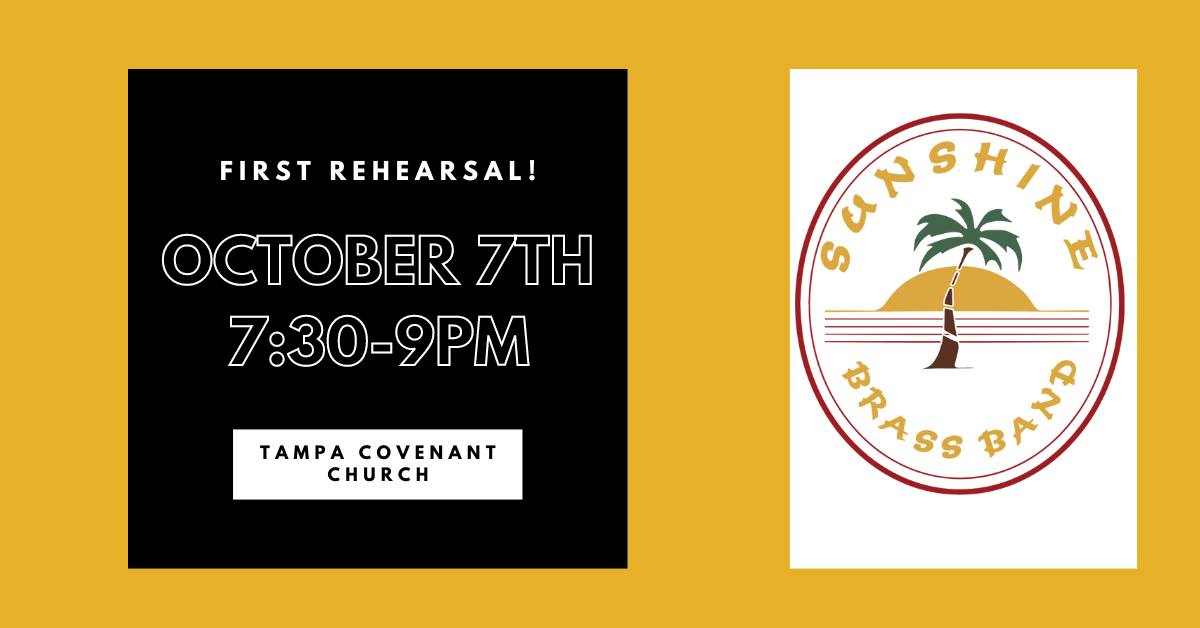 FIRST REHEARSAL!
OCTOBER 7TH
7:30-9PM
TAMPA COVENANT
CHURCH
SUNSHINE
BRASS BAND